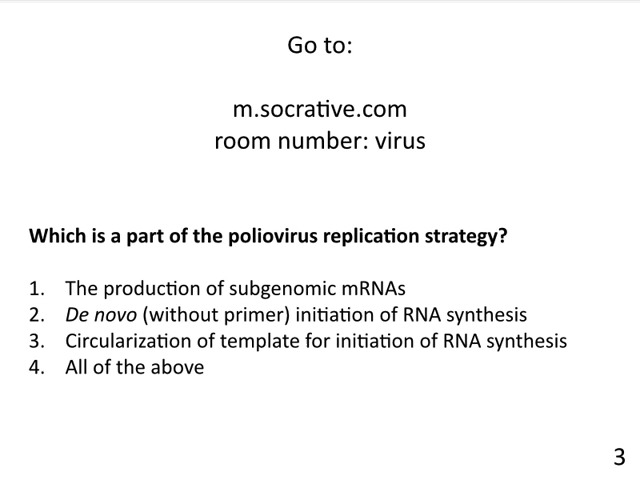 Go to:
m.socrative.com
room number: virus
Which is a part of the poliovirus replication strategy?
1. The production of subgenomic mRNAs
2. De novo (without primer) initiation of RNA synthesis
3. Circularization of template for initiation of RNA synthesis
4. All of the above
3